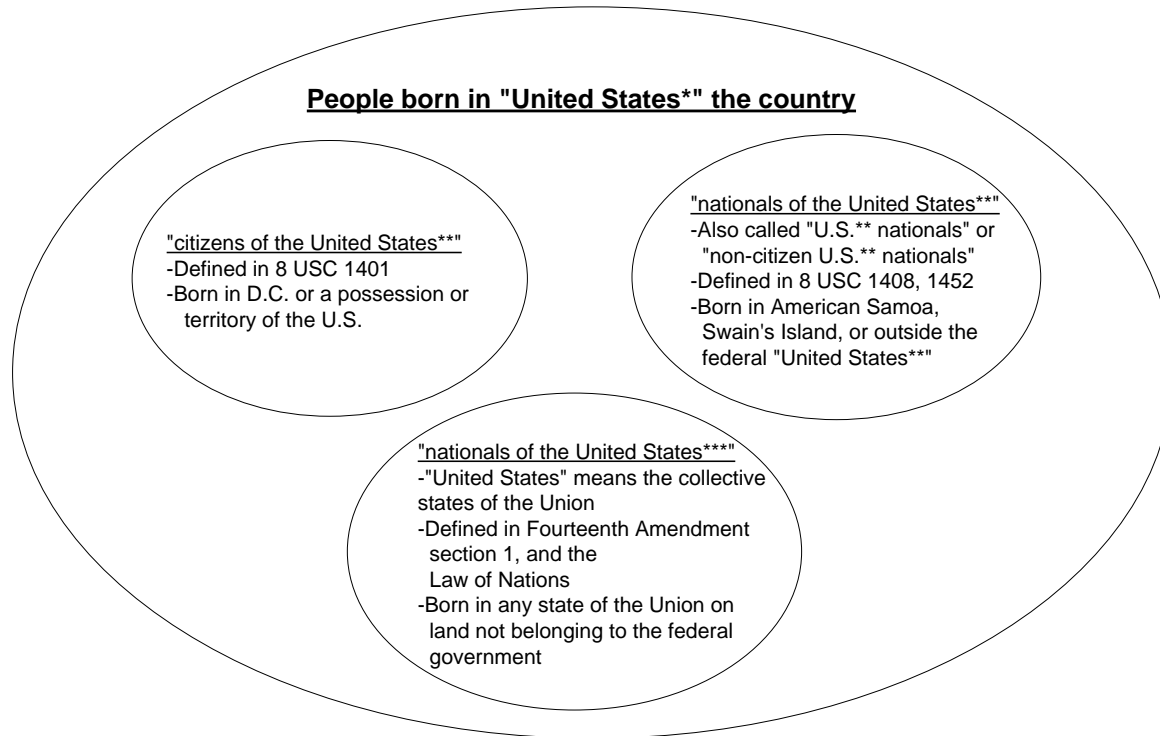 People born in "United States*" the country
"citizens of the United States**"
-Defined in 8 USC 1401
-Born in D.C. or a possession or
territory of the U.S.
"nationals of the United States**"
-Also called "U.S.** nationals" or
"non-citizen U.S.** nationals"
-Defined in 8 USC 1408, 1452
-Born in American Samoa,
Swain's Island, or outside the
federal "United States**"
"nationals of the United States***"
-"United States" means the collective
states of the Union
-Defined in Fourteenth Amendment
section 1, and the
Law of Nations
-Born in any state of the Union on
land not belonging to the federal
government